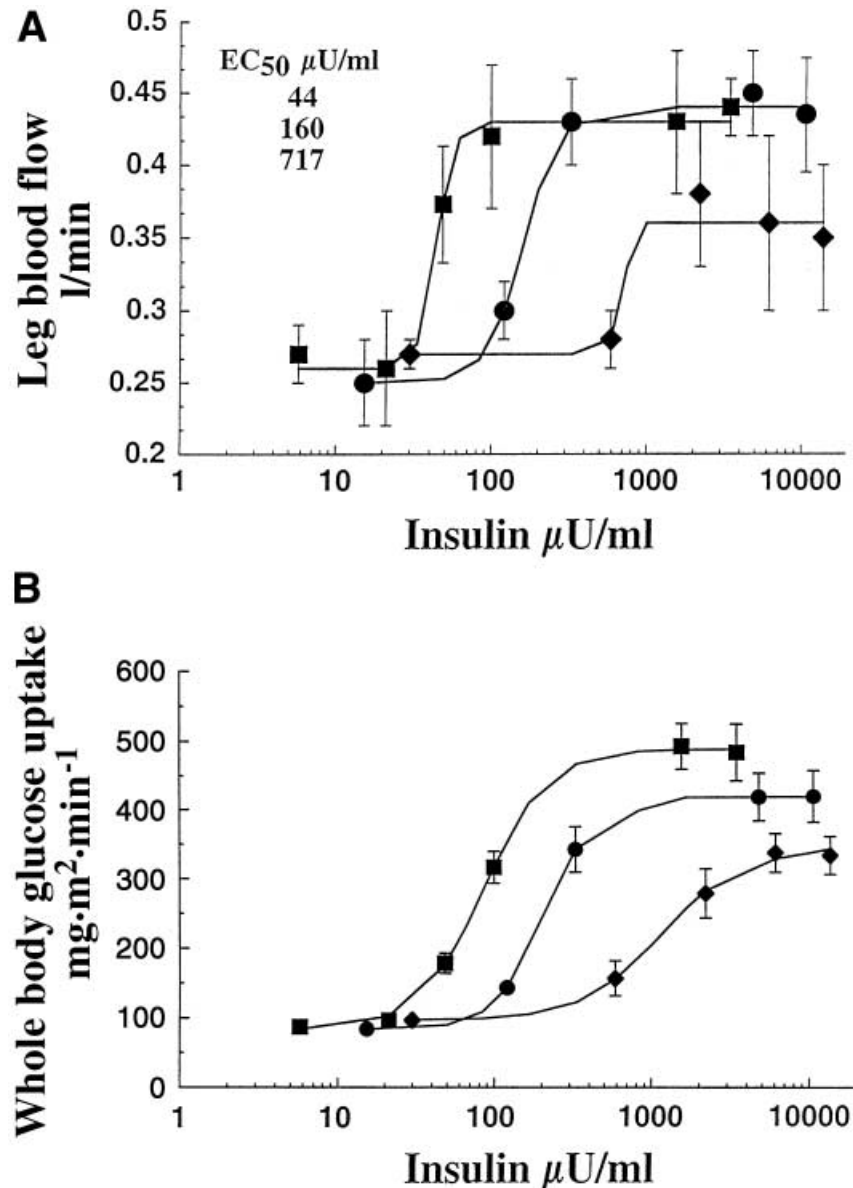 A
EC50 μU/ml
44
160
717
Leg blood flow
l/min
0.5
0.45
0.4
0.35
0.3
0.25
0.2
1 10 100 1000 10000
Insulin μU/ml
B
Whole body glucose uptake
mg·m²·min⁻¹
600
500
400
300
200
100
0
1 10 100 1000 10000
Insulin μU/ml